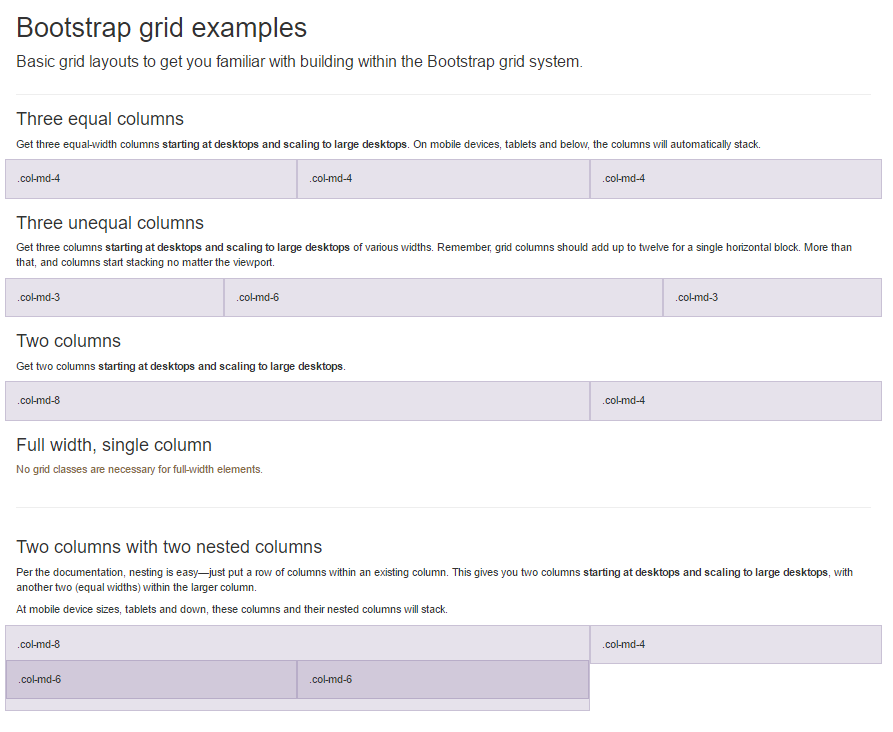 Bootstrap grid examples
Basic grid layouts to get you familiar with building within the Bootstrap grid system.
Three equal columns
Get three equal-width columns starting at desktops and scaling to large desktops. On mobile devices, tablets and below, the columns will automatically stack.
.col-md-4 .col-md-4 .col-md-4
Three unequal columns
Get three columns starting at desktops and scaling to large desktops of various widths. Remember, grid columns should add up to twelve for a single horizontal block. More than
that, and columns start stacking no matter the viewport.
.col-md-3 .col-md-6 .col-md-3
Two columns
Get two columns starting at desktops and scaling to large desktops.
.col-md-8 .col-md-4
Full width, single column
No grid classes are necessary for full-width elements.
Two columns with two nested columns
Per the documentation, nesting is easy—just put a row of columns within an existing column. This gives you two columns starting at desktops and scaling to large desktops, with
another two (equal widths) within the larger column.
At mobile device sizes, tablets and down, these columns and their nested columns will stack.
.col-md-8 .col-md-4
.col-md-6 .col-md-6